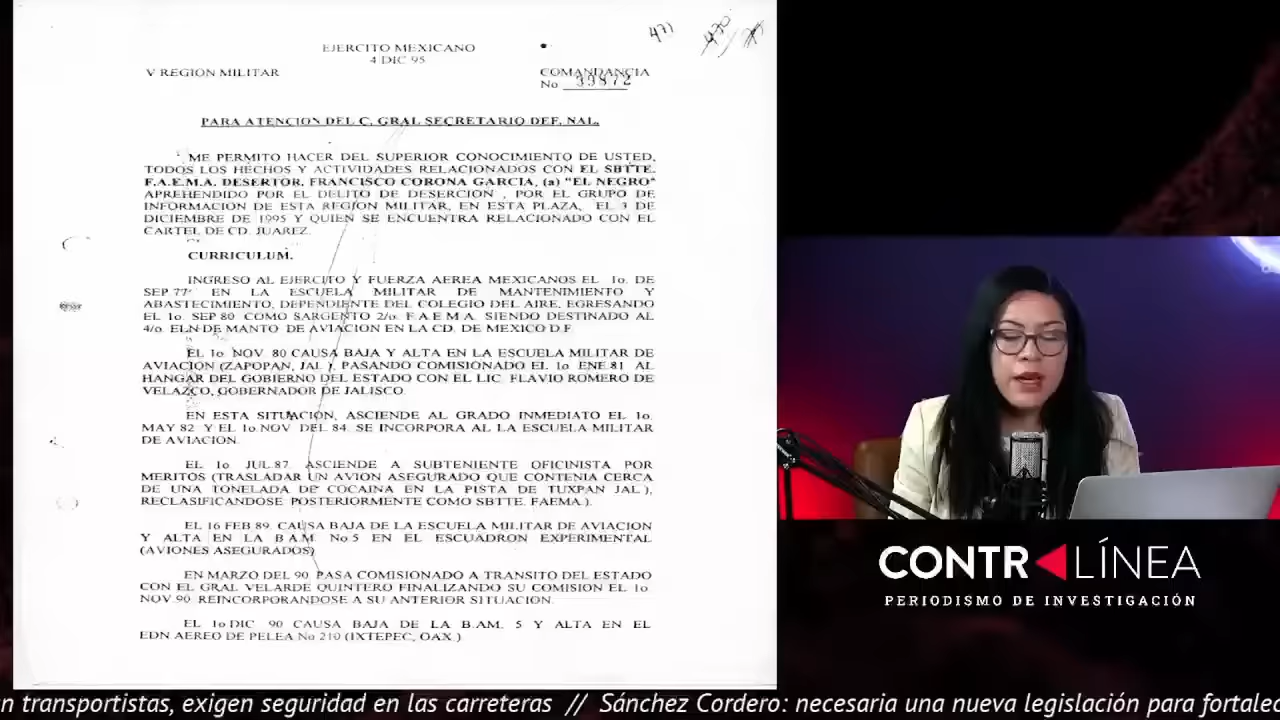 471
EJERCITO MEXICANO
4 DIC 95
V REGION MILITAR
COMANDANCIA
No 33872
PARA ATENCION DEL C. GRAL SECRETARIO DEF. NAL.
ME PERMITO HACER DEL SUPERIOR CONOCIMIENTO DE USTED,
TODOS LOS HECHOS Y ACTIVIDADES RELACIONADOS CON EL SBTTE.
F.A.E.M.A. DESERTOR. FRANCISCO CORONA GARCIA, (a) "EL NEGRO"
APREHENDIDO POR EL DELITO DE DESERCION , POR EL GRUPO DE
INFORMACION DE ESTA REGION MILITAR, EN ESTA PLAZA, EL 3 DE
DICIEMBRE DE 1995 Y QUIEN SE ENCUENTRA RELACIONADO CON EL
CARTEL DE CD. JUAREZ.
CURRICULUM.
INGRESO AL EJERCITO Y FUERZA AEREA MEXICANOS EL 1o. DE
SEP 77 EN LA ESCUELA MILITAR DE MANTENIMIENTO Y
ABASTECIMIENTO, DEPENDIENTE DEL COLEGIO DEL AIRE, EGRESANDO
EL 1o. SEP 80 COMO SARGENTO 2/o. F.A.E.M.A. SIENDO DESTINADO AL
4/o. ELN DE MANTO. DE AVIACION EN LA CD. DE MEXICO D.F.
EL 1o. NOV 80 CAUSA BAJA Y ALTA EN LA ESCUELA MILITAR DE
AVIACION (ZAPOPAN, JAL.), PASANDO COMISIONADO EL 1o. ENE 81 AL
HANGAR DEL GOBIERNO DEL ESTADO CON EL LIC. FLAVIO ROMERO DE
VELAZCO, GOBERNADOR DE JALISCO.
EN ESTA SITUACION, ASCIENDE AL GRADO INMEDIATO EL 1o.
MAY 82 Y EL 1o. NOV DEL 84 SE INCORPORA AL LA ESCUELA MILITAR
DE AVIACION.
EL 1o. JUL 87 ASCIENDE A SUBTENIENTE OFICINISTA POR
MERITOS (TRASLADAR UN AVION ASEGURADO QUE CONTENIA CERCA
DE UNA TONELADA DE COCAINA EN LA PISTA DE TUXPAN JAL.),
RECLASIFICANDOSE POSTERIORMENTE COMO SBTTE. FAEMA.).
EL 16 FEB 89 CAUSA BAJA DE LA ESCUELA MILITAR DE AVIACION
Y ALTA EN LA B.A.M. No 5 EN EL ESCUADRON EXPERIMENTAL
(AVIONES ASEGURADOS)
EN MARZO DEL 90 PASA COMISIONADO A TRANSITO DEL ESTADO
CON EL GRAL VELARDE QUINTERO FINALIZANDO SU COMISION EL 1o.
NOV 90 REINCORPORANDOSE A SU ANTERIOR SITUACION.
EL 1o DIC 90 CAUSA BAJA DE LA B.AM. 5 Y ALTA EN EL
EDN AEREO DE PELEA No 210 (IXTEPEC, OAX.)
CONTRALÍNEA
PERIODISMO DE INVESTIGACIÓN
n transportistas, exigen seguridad en las carreteras // Sánchez Cordero: necesaria una nueva legislación para fortalec